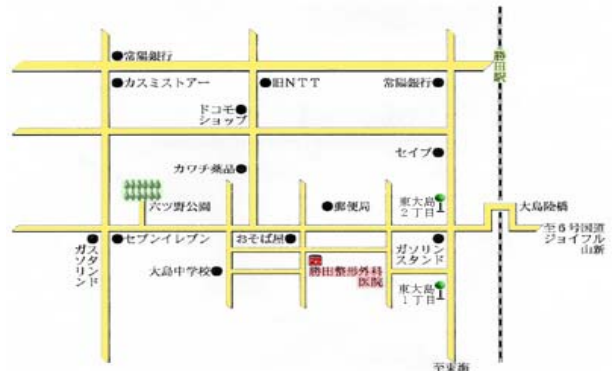 常陽銀行
勝田駅
カスミストアー
旧NTT
常陽銀行
ドコモ
ショップ
セイブ
カワチ薬品
六ツ野公園
郵便局
東大島
2丁目
大島陸橋
ガソリン
スタンド
セブンイレブン
おそば屋
ガソリン
スタンド
至6号国道
ジョイフル
山新
大島中学校
勝田整形外科
医院
東大島
1丁目
至東海